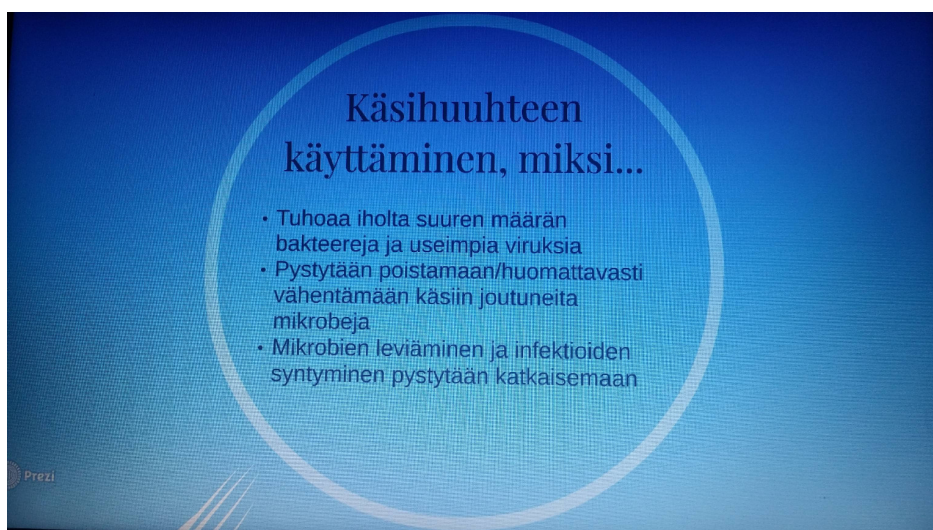 Käsihuuhteen
käyttäminen, miksi...
• Tuhoaa iholta suuren määrän
bakteereja ja useimpia viruksia
• Pystytään poistamaan/huomattavasti
vähentämään käsiin joutuneita
mikrobeja
• Mikrobien leviäminen ja infektioiden
syntyminen pystytään katkaisemaan
Prezi